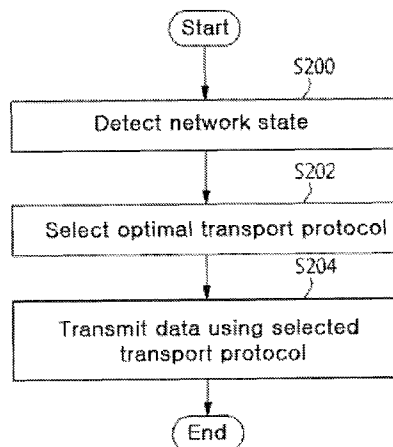 Start
S200
Detect network state
S202
Select optimal transport protocol
S204
Transmit data using selected
transport protocol
End